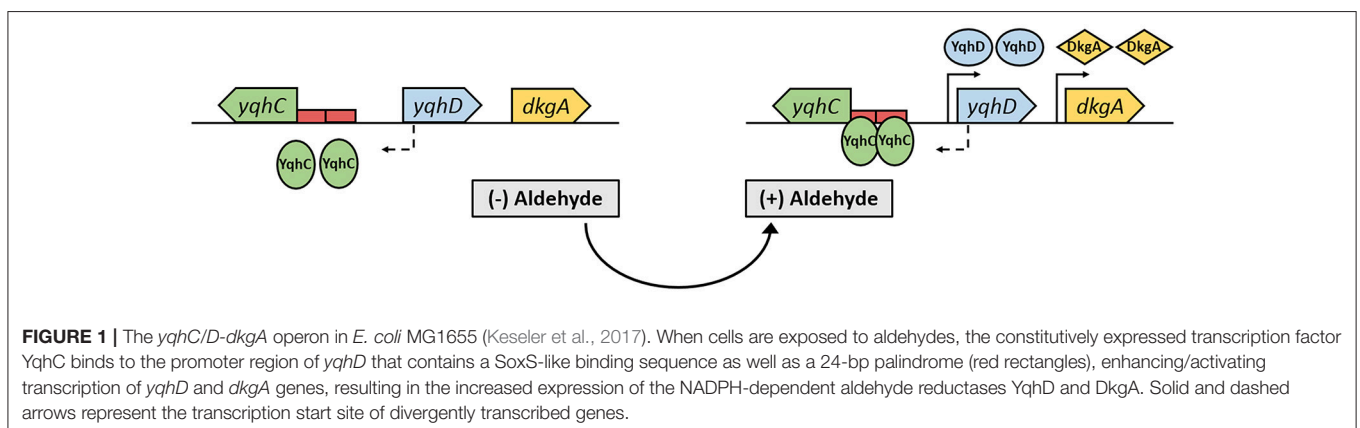 YqhD YqhD DkgA DkgA
yqhC yqhD dkgA yqhC yqhD dkgA
YqhC YqhC YqhC YqhC
(-) Aldehyde (+) Aldehyde
FIGURE 1 | The yqhC/D-dkgA operon in E. coli MG1655 (Keseler et al., 2017). When cells are exposed to aldehydes, the constitutively expressed transcription factor
YqhC binds to the promoter region of yqhD that contains a SoxS-like binding sequence as well as a 24-bp palindrome (red rectangles), enhancing/activating
transcription of yqhD and dkgA genes, resulting in the increased expression of the NADPH-dependent aldehyde reductases YqhD and DkgA. Solid and dashed
arrows represent the transcription start site of divergently transcribed genes.